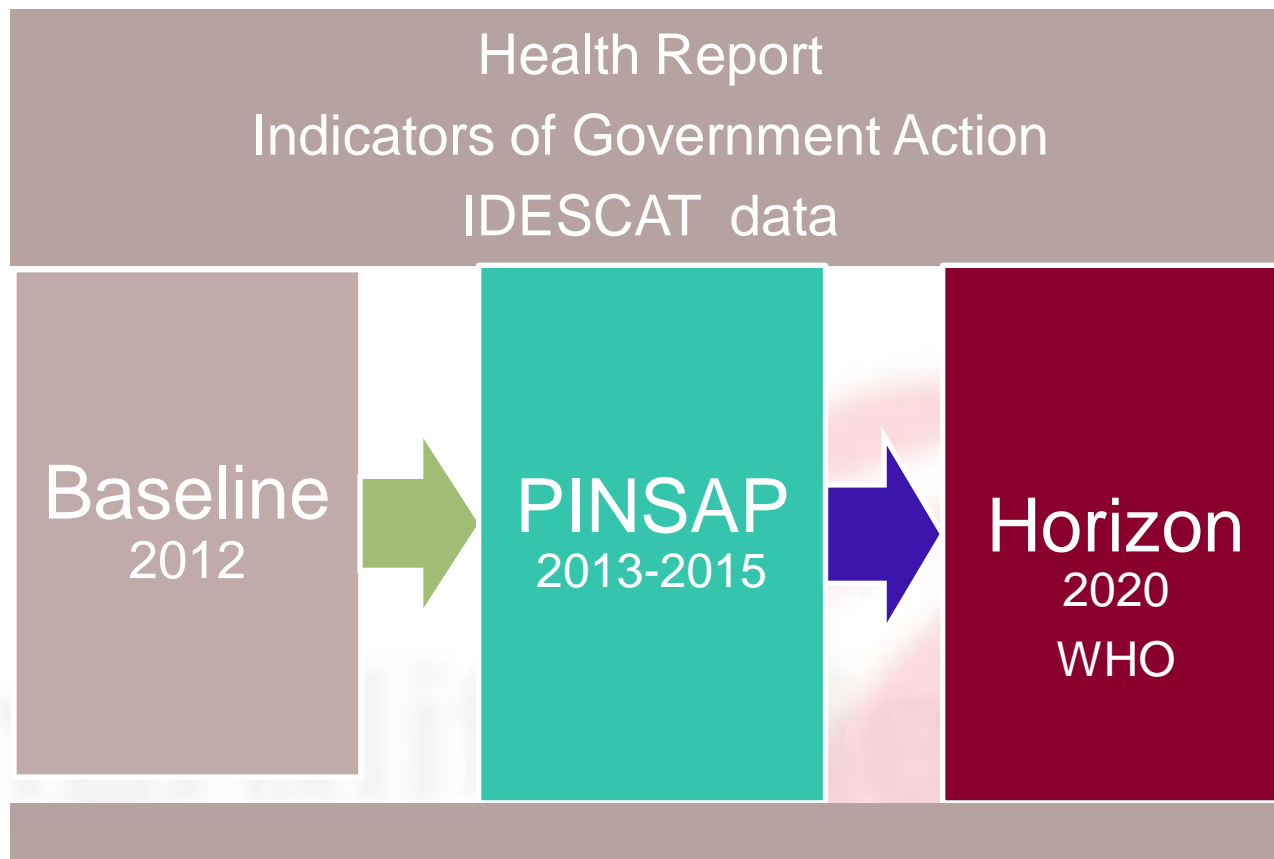 Health Report
Indicators of Government Action
IDESCAT data
Baseline
2012
PINSAP
2013-2015
Horizon
2020
WHO